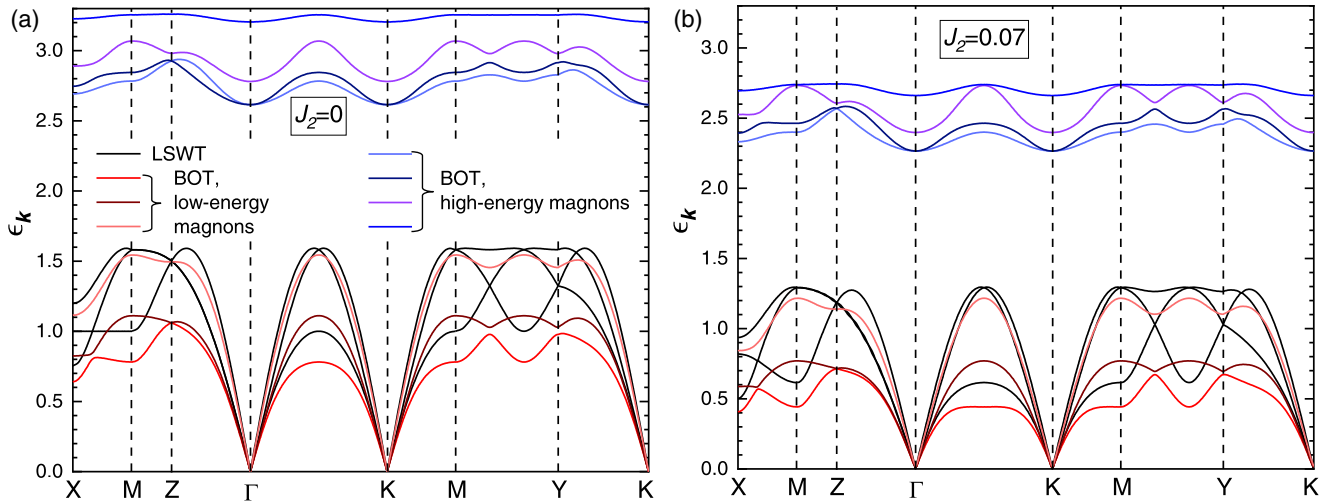 (a)
3.0
2.5
2.0
1.5
1.0
0.5
0.0
ϵk
J2=0
LSWT
BOT,
low-energy
magnons
BOT,
high-energy magnons
X M Z Γ K M Y K
(b)
3.0
2.5
2.0
1.5
1.0
0.5
0.0
ϵk
J2=0.07
X M Z Γ K M Y K